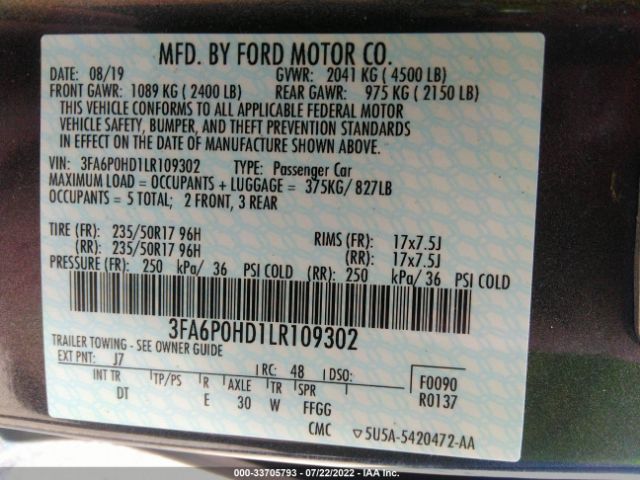 MFD. BY FORD MOTOR CO.
DATE: 08/19 GVWR: 2041 KG ( 4500 LB)
FRONT GAWR: 1089 KG ( 2400 LB) REAR GAWR: 975 KG ( 2150 LB)
THIS VEHICLE CONFORMS TO ALL APPLICABLE FEDERAL MOTOR
VEHICLE SAFETY, BUMPER, AND THEFT PREVENTION STANDARDS
IN EFFECT ON THE DATE OF MANUFACTURE SHOWN ABOVE.
VIN: 3FA6P0HD1LR109302 TYPE: Passenger Car
MAXIMUM LOAD = OCCUPANTS + LUGGAGE = 375KG/ 827LB
OCCUPANTS = 5 TOTAL; 2 FRONT, 3 REAR
TIRE (FR): 235/50R17 96H RIMS (FR): 17x7.5J
(RR): 235/50R17 96H (RR): 17x7.5J
PRESSURE (FR): 250 kPa/ 36 PSI COLD (RR): 250 kPa/ 36 PSI COLD
3FA6P0HD1LR109302
TRAILER TOWING - SEE OWNER GUIDE
EXT PNT: J7 RC: 48 DSO: F0090
INT TR TP/PS R AXLE TR SPR R0137
DT E 30 W FFGG
CMC ▽5U5A-5420472-AA
000-33705793 - 07/22/2022 - IAA Inc.